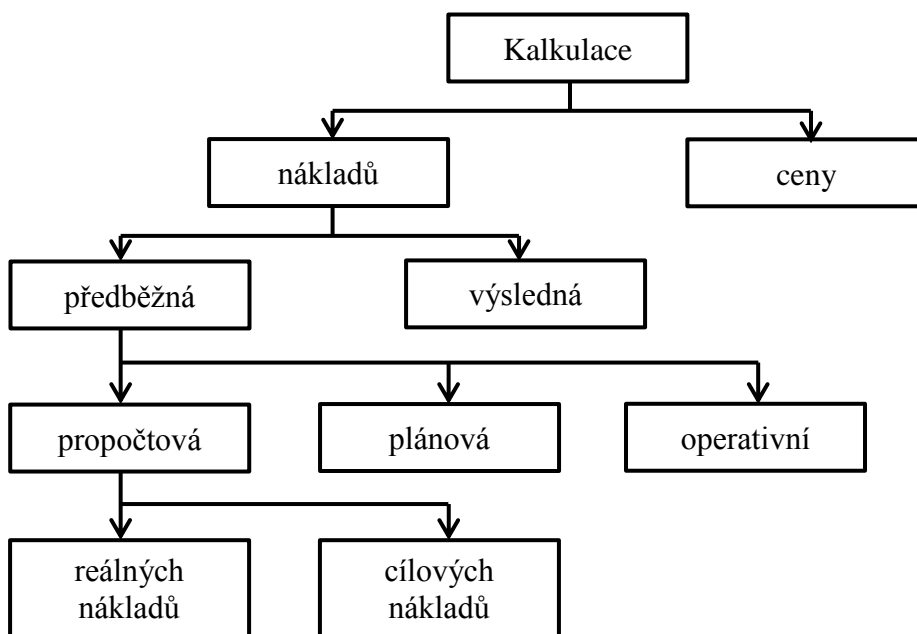 Kalkulace
nákladů
ceny
předběžná
výsledná
propočtová
plánová
operativní
reálných
nákladů
cílových
nákladů